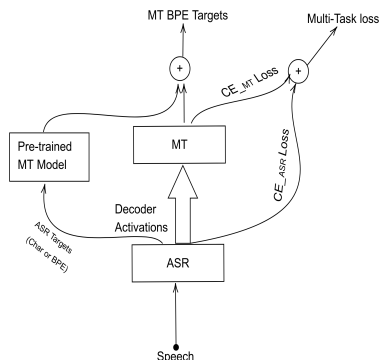 MT BPE Targets
Multi-Task loss
+
+
CE_MT Loss
Pre-trained
MT Model
MT
CE_ASR Loss
Decoder
Activations
ASR Targets
(Char or BPE)
ASR
Speech